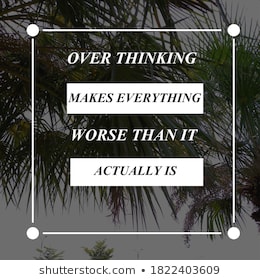 OVER THINKING
MAKES EVERYTHING
WORSE THAN IT
ACTUALLY IS
shutterstock.com · 1822403609